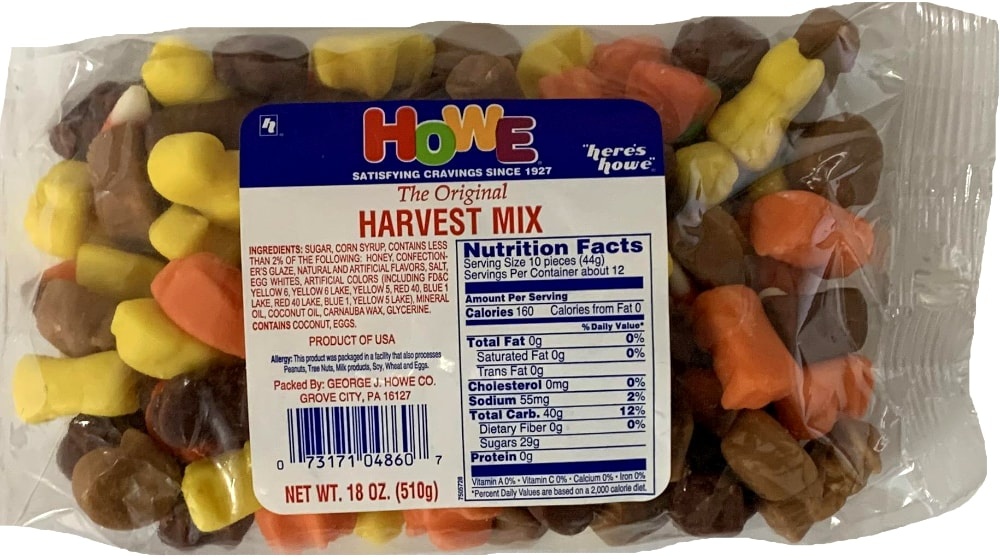 HOWE
SATISFYING CRAVINGS SINCE 1927
"here's
howe"
The Original
HARVEST MIX
INGREDIENTS: SUGAR, CORN SYRUP, CONTAINS LESS
THAN 2% OF THE FOLLOWING: HONEY, CONFECTION-
ER'S GLAZE, NATURAL AND ARTIFICIAL FLAVORS, SALT,
EGG WHITES, ARTIFICIAL COLORS (INCLUDING FD&C
YELLOW 6, YELLOW 6 LAKE, YELLOW 5, RED 40, BLUE 1
LAKE, RED 40 LAKE, BLUE 1, YELLOW 5 LAKE), MINERAL
OIL, COCONUT OIL, CARNAUBA WAX, GLYCERINE.
CONTAINS COCONUT, EGGS.
PRODUCT OF USA
Allergy: This product was packaged in a facility that also processes
Peanuts, Tree Nuts, Milk products, Soy, Wheat and Eggs.
Packed By: GEORGE J. HOWE CO.
GROVE CITY, PA 16127
0 73171 04860 7
NET WT. 18 OZ. (510g)
Nutrition Facts
Serving Size 10 pieces (44g)
Servings Per Container about 12
Amount Per Serving
Calories 160 Calories from Fat 0
% Daily Value*
Total Fat 0g 0%
Saturated Fat 0g 0%
Trans Fat 0g
Cholesterol 0mg 0%
Sodium 55mg 2%
Total Carb. 40g 12%
Dietary Fiber 0g 0%
Sugars 29g
Protein 0g
Vitamin A 0% • Vitamin C 0% • Calcium 0% • Iron 0%
*Percent Daily Values are based on a 2,000 calorie diet.